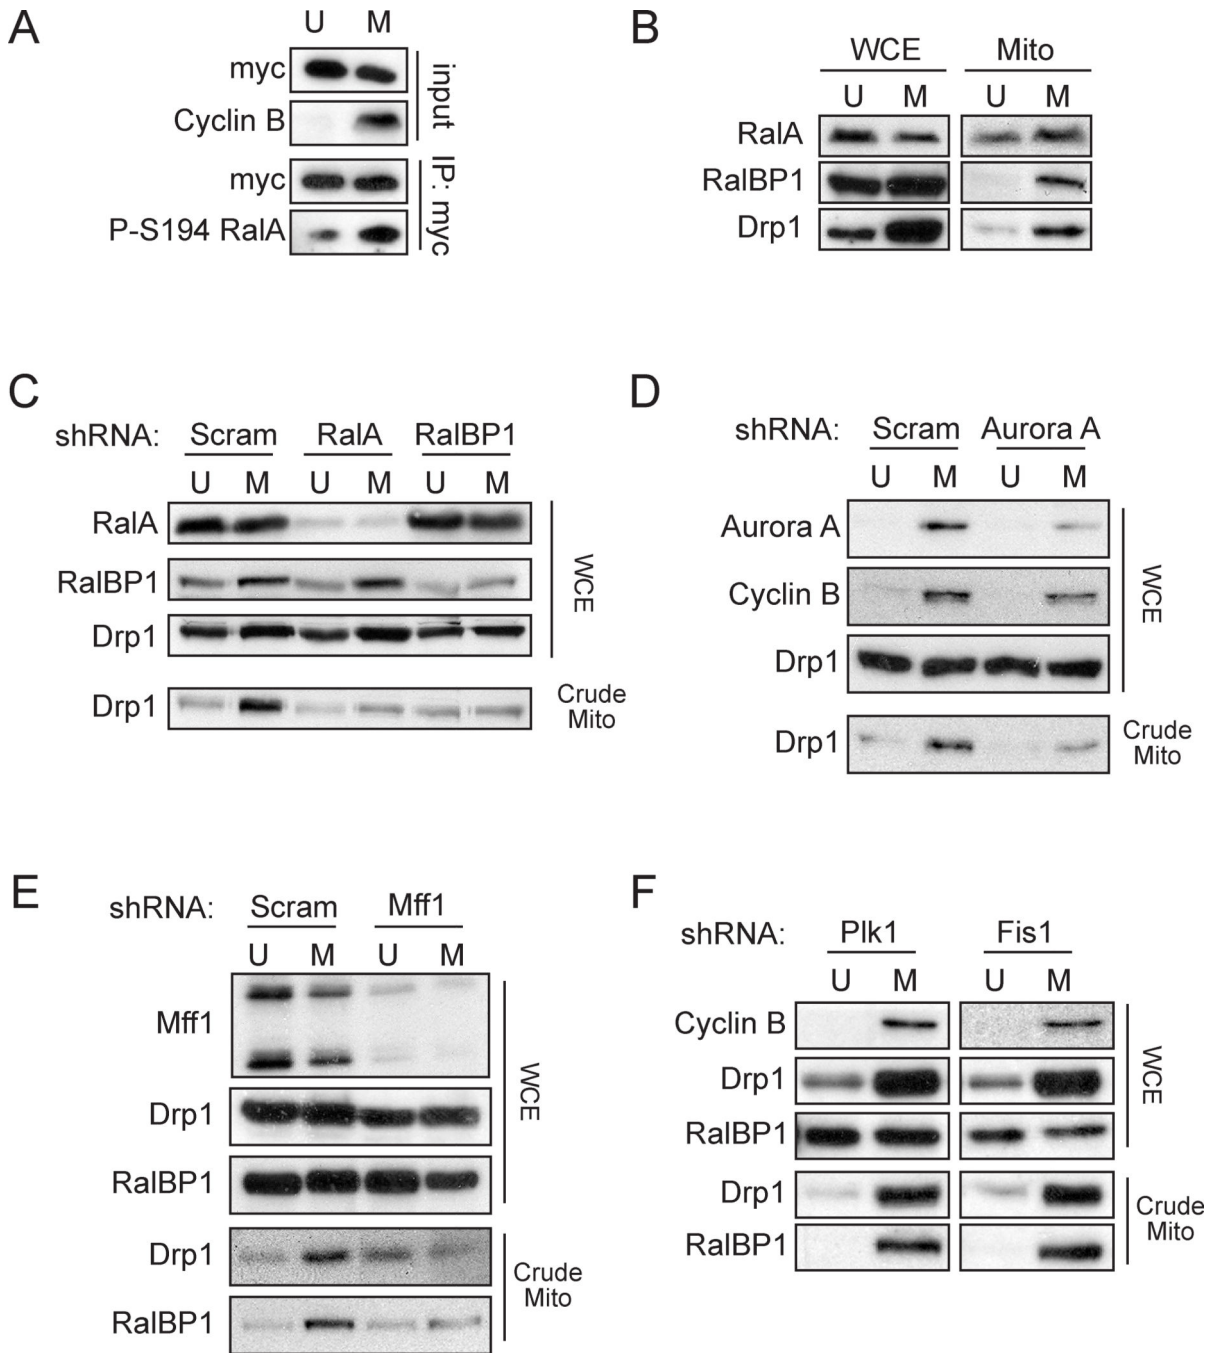 A
U M
myc
Cyclin B
input
myc
P-S194 RalA
IP: myc
B
WCE Mito
U M U M
RalA
RalBP1
Drp1
C
shRNA: Scram RalA RalBP1
U M U M U M
RalA
RalBP1
Drp1
WCE
Drp1
Crude
Mito
D
shRNA: Scram Aurora A
U M U M
Aurora A
Cyclin B
Drp1
WCE
Drp1
Crude
Mito
E
shRNA: Scram Mff1
U M U M
Mff1
Drp1
RalBP1
WCE
Drp1
RalBP1
Crude
Mito
F
shRNA: Plk1 Fis1
U M U M
Cyclin B
Drp1
RalBP1
WCE
Drp1
RalBP1
Crude
Mito